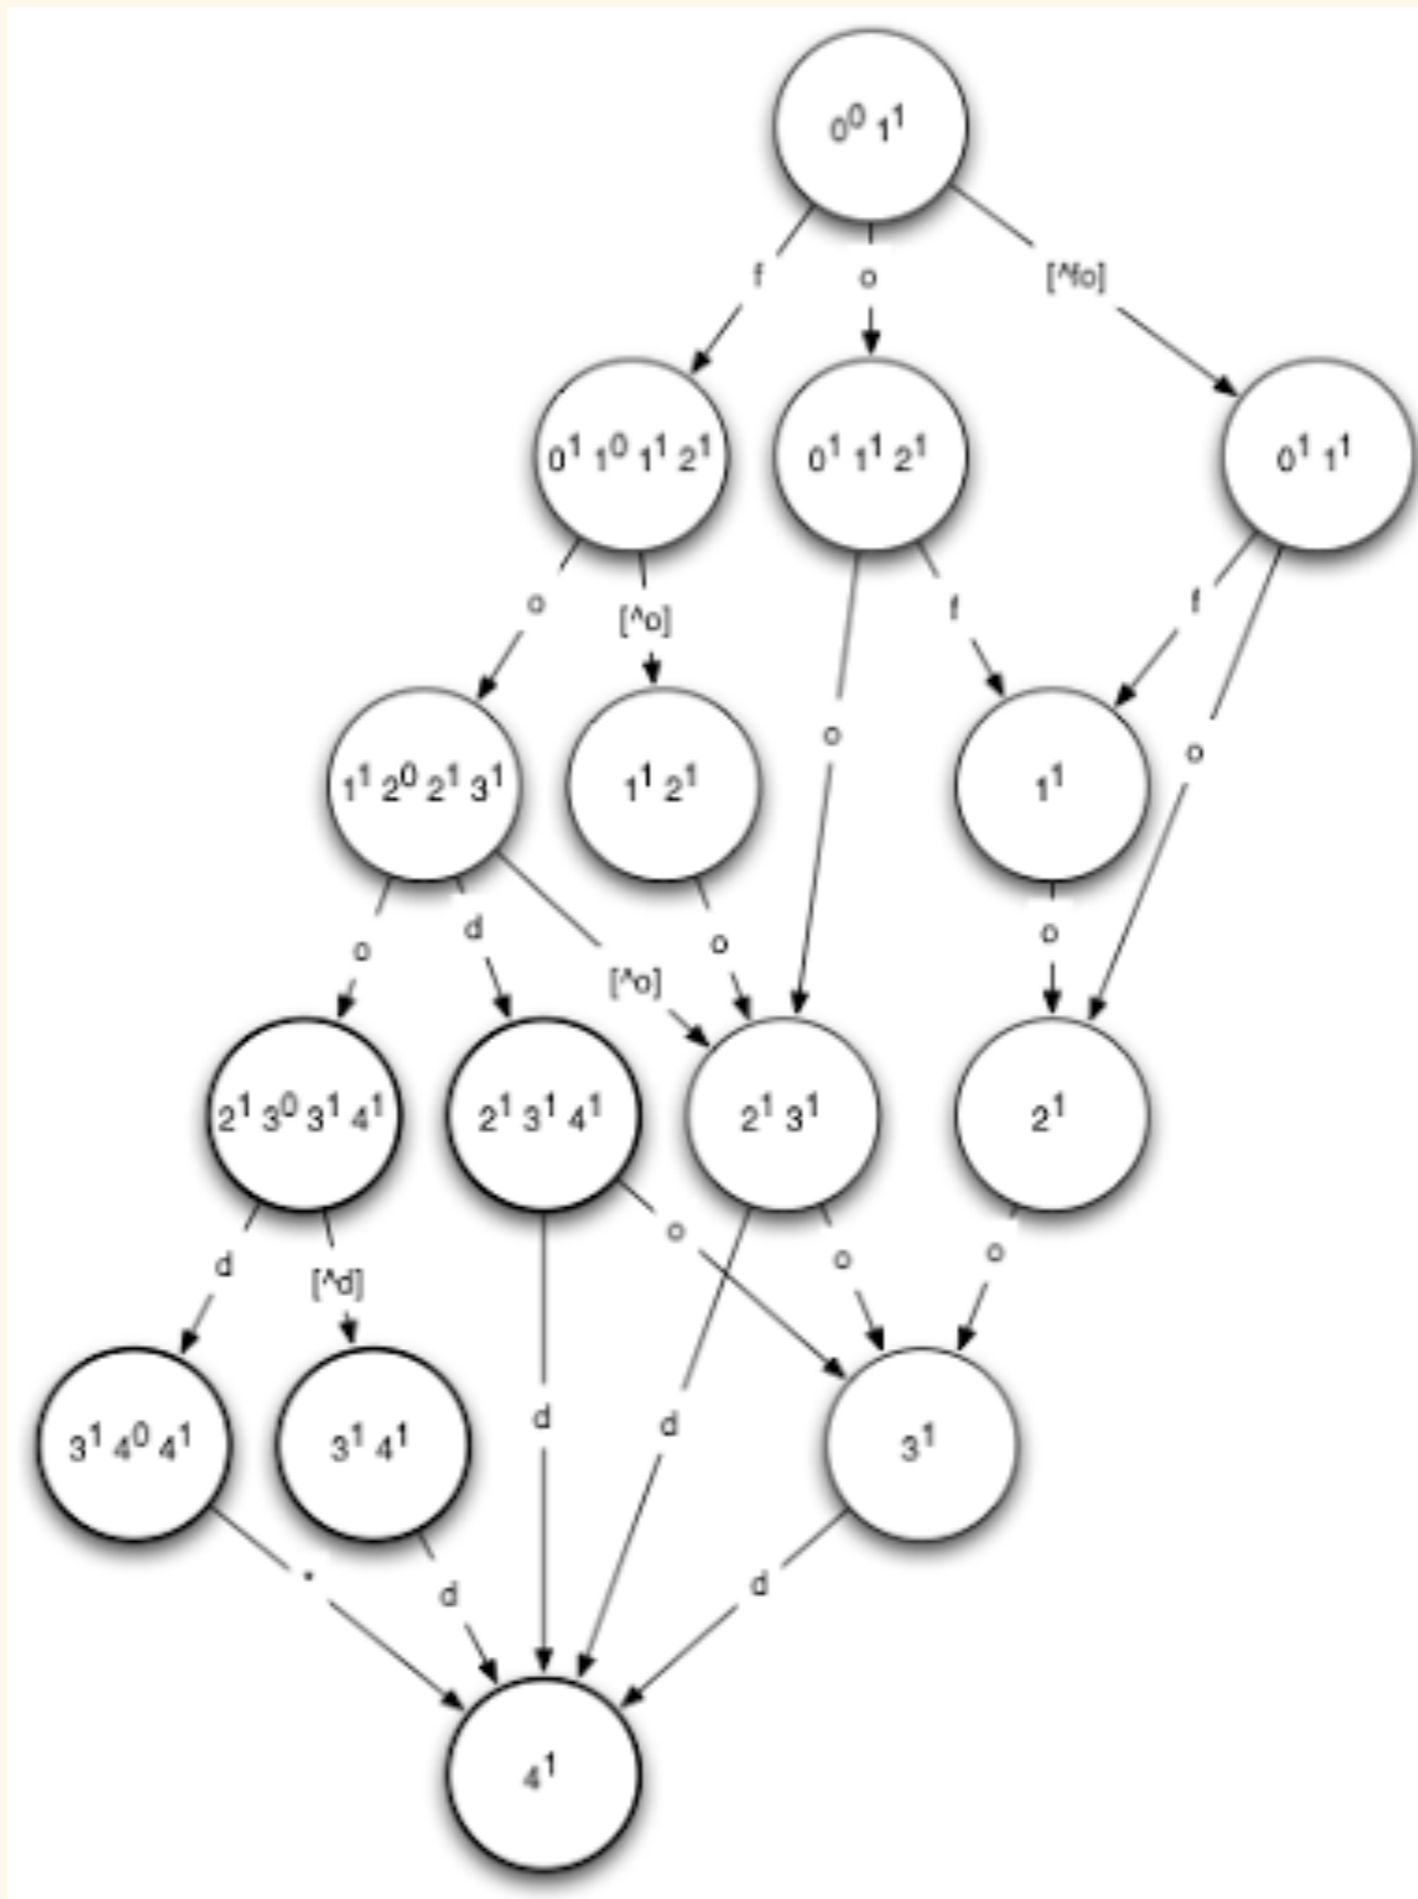 0⁰ 1¹
f o [^fo]
0¹ 1⁰ 1¹ 2¹ 0¹ 1¹ 2¹ 0¹ 1¹
o [^o] f f
o o
1¹ 2⁰ 2¹ 3¹ 1¹ 2¹ 1¹
o d [^o] o o
2¹ 3⁰ 3¹ 4¹ 2¹ 3¹ 4¹ 2¹ 3¹ 2¹
d [^d] o o o
3¹ 4⁰ 4¹ 3¹ 4¹ d d 3¹
* d d
4¹